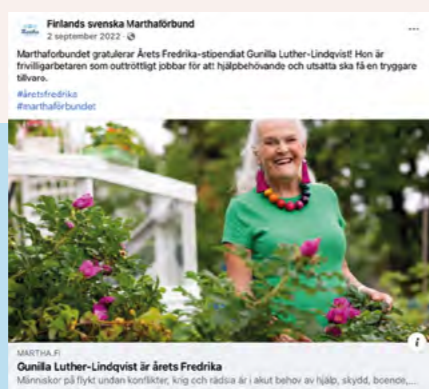 Finlands svenska Marthaförbund
2 september 2022 ·
Marthaforbundet gratulerar Årets Fredrika-stipendiat Gunilla Luther-Lindqvist! Hon är
frivilligarbetaren som outtröttligt jobbar för att hjälpbehövande och utsatta ska få en tryggare
tillvaro.
#åretsfredrika
#marthaförbundet
MARTHA.FI
Gunilla Luther-Lindqvist är årets Fredrika
Människor på flykt undan konflikter, krig och rädsla är i akut behov av hjälp, skydd, boende,...